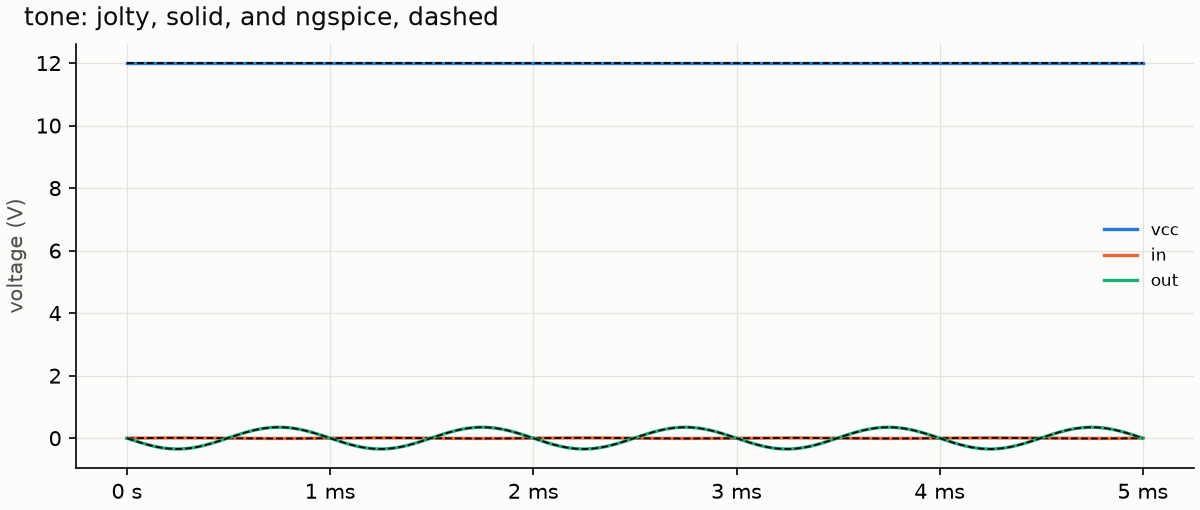 tone: jolty, solid, and ngspice, dashed
voltage (V)
12
10
8
6
4
2
0
vcc
in
out
0 s
1 ms
2 ms
3 ms
4 ms
5 ms